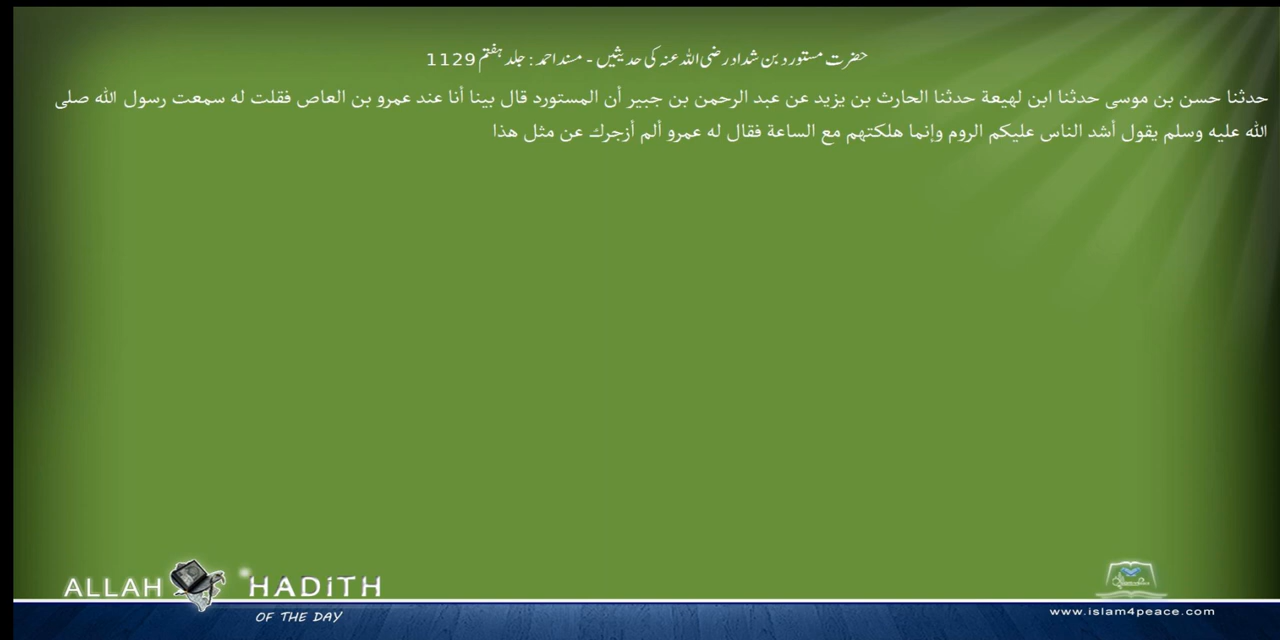 حضرت مستورد بن شداد رضی اللہ عنہ کی حدیثیں - مسند احمد : جلد ہفتم 1129
حدثنا حسن بن موسى حدثنا ابن لهيعة حدثنا الحارث بن يزيد عن عبد الرحمن بن جبير أن المستورد قال بينا أنا عند عمرو بن العاص فقلت له سمعت رسول الله صلى
الله عليه وسلم يقول أشد الناس عليكم الروم وإنما هلكتهم مع الساعة فقال له عمرو ألم أزجرك عن مثل هذا
ALLAH HADITH
OF THE DAY
www.islam4peace.com